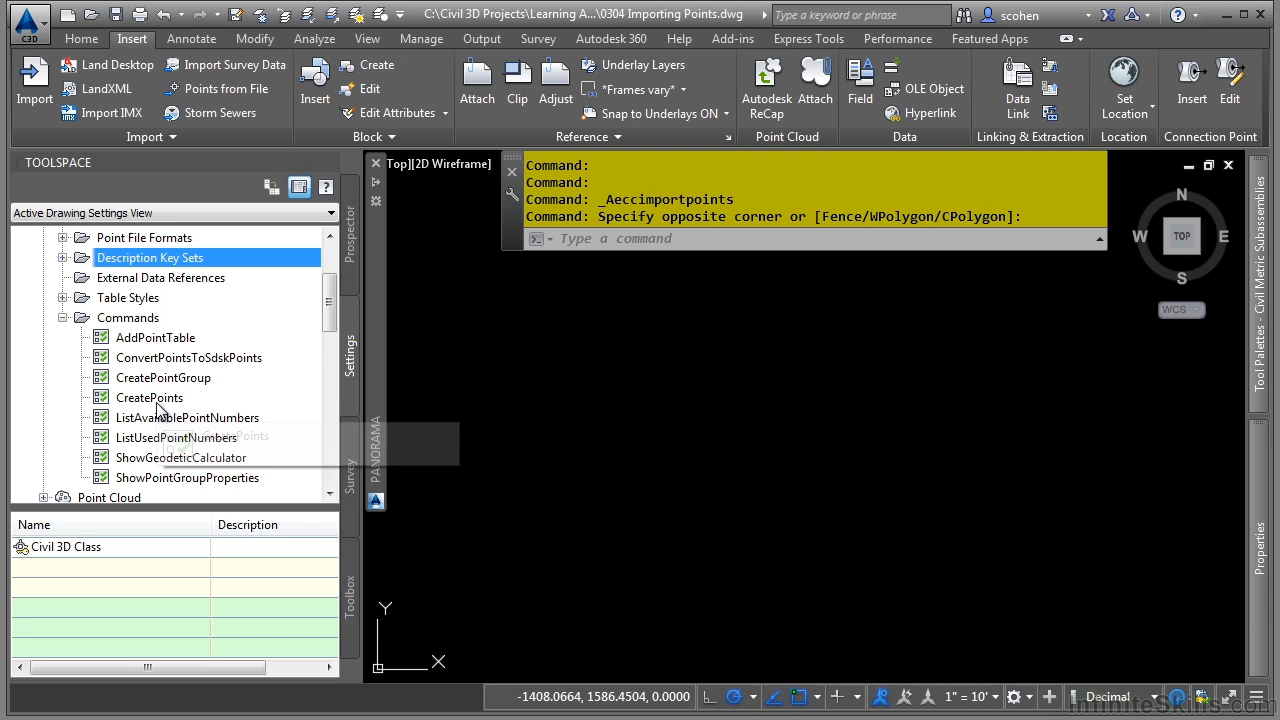 C:\Civil 3D Projects\Learning A...\0304 Importing Points.dwg
Type a keyword or phrase
scohen
C3D
Home Insert Annotate Modify Analyze View Manage Output Survey Autodesk 360 Help Add-ins Express Tools Performance Featured Apps
Land Desktop Import Survey Data Create Underlay Layers
LandXML Points from File Edit *Frames vary* OLE Object
Import Insert Attach Clip Adjust Autodesk ReCap Attach Field Data Link Set Location Insert Edit
Import IMX Storm Sewers Edit Attributes Snap to Underlays ON Hyperlink
Import Block Reference Point Cloud Data Linking & Extraction Location Connection Point
TOOLSPACE
Active Drawing Settings View
Point File Formats
Description Key Sets
External Data References
Table Styles
Commands
AddPointTable
ConvertPointsToSdskPoints
CreatePointGroup
CreatePoints
ListAvailablePointNumbers
ListUsedPointNumbers
ShowGeodeticCalculator
ShowPointGroupProperties
Point Cloud
Name Description
Civil 3D Class
Prospector
Settings
Survey
Toolbox
PANORAMA
Top][2D Wireframe]
Command:
Command:
Command: _Aeccimportpoints
Command: Specify opposite corner or [Fence/WPolygon/CPolygon]:
Type a command
N
W TOP E
S
WCS
Tool Palettes - Civil Metric Subassemblies
Properties
Y
X
-1408.0664, 1586.4504, 0.0000
1" = 10'
Decimal
InfiniteSkills.com